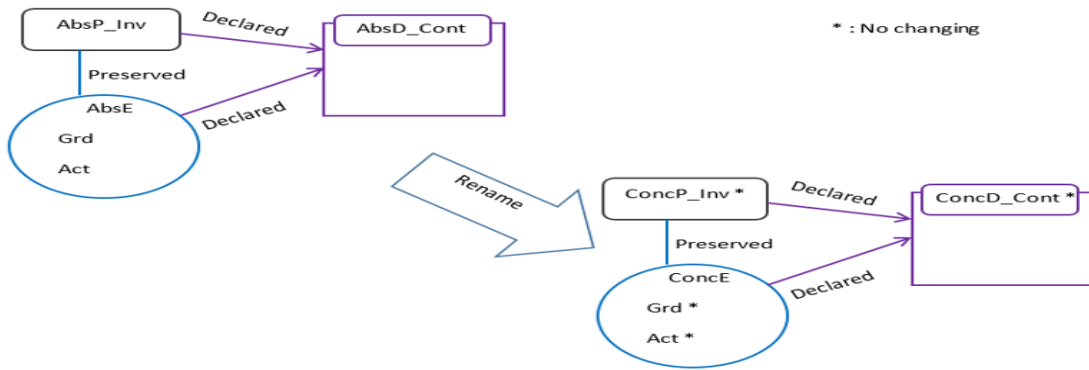 AbsP_Inv
Declared
AbsD_Cont
* : No changing
Preserved
AbsE
Declared
Grd
Act
Rename
ConcP_Inv *
Declared
ConcD_Cont *
Preserved
ConcE
Declared
Grd *
Act *